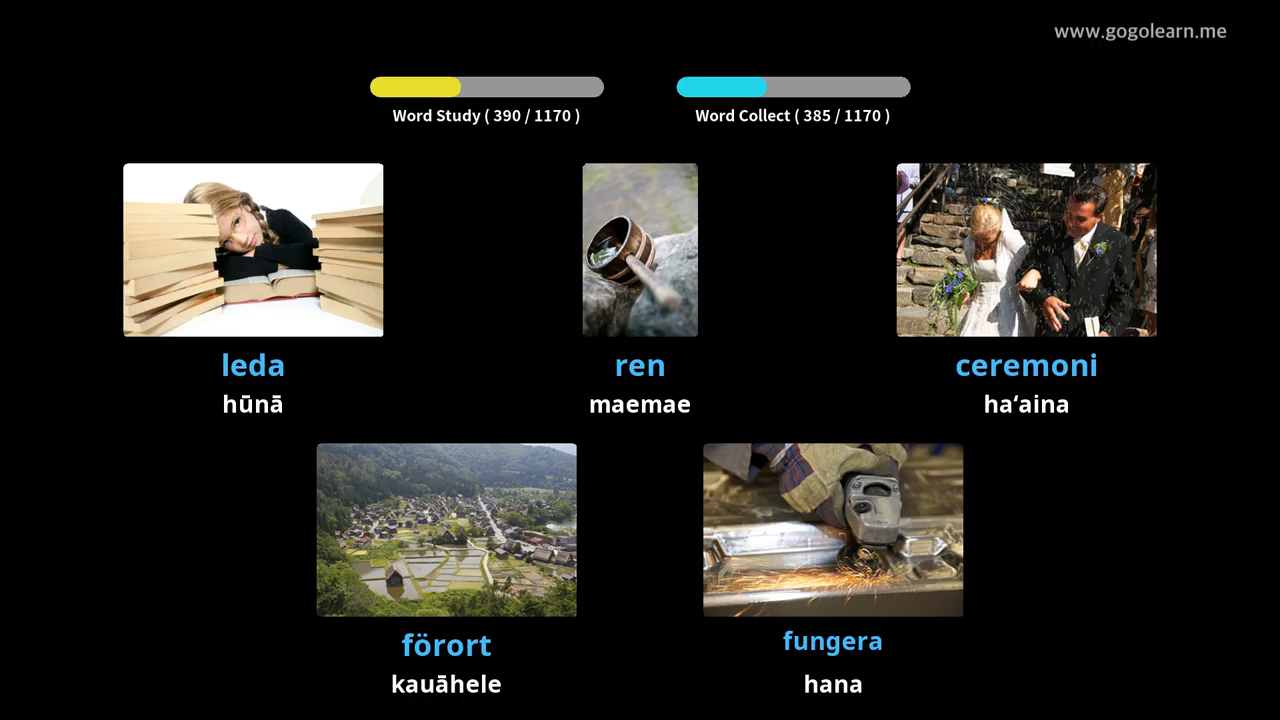 www.gogolearn.me
Word Study ( 390 / 1170 )
Word Collect ( 385 / 1170 )
leda
hūnā
ren
maemae
ceremoni
haʻaina
förort
kauāhele
fungera
hana